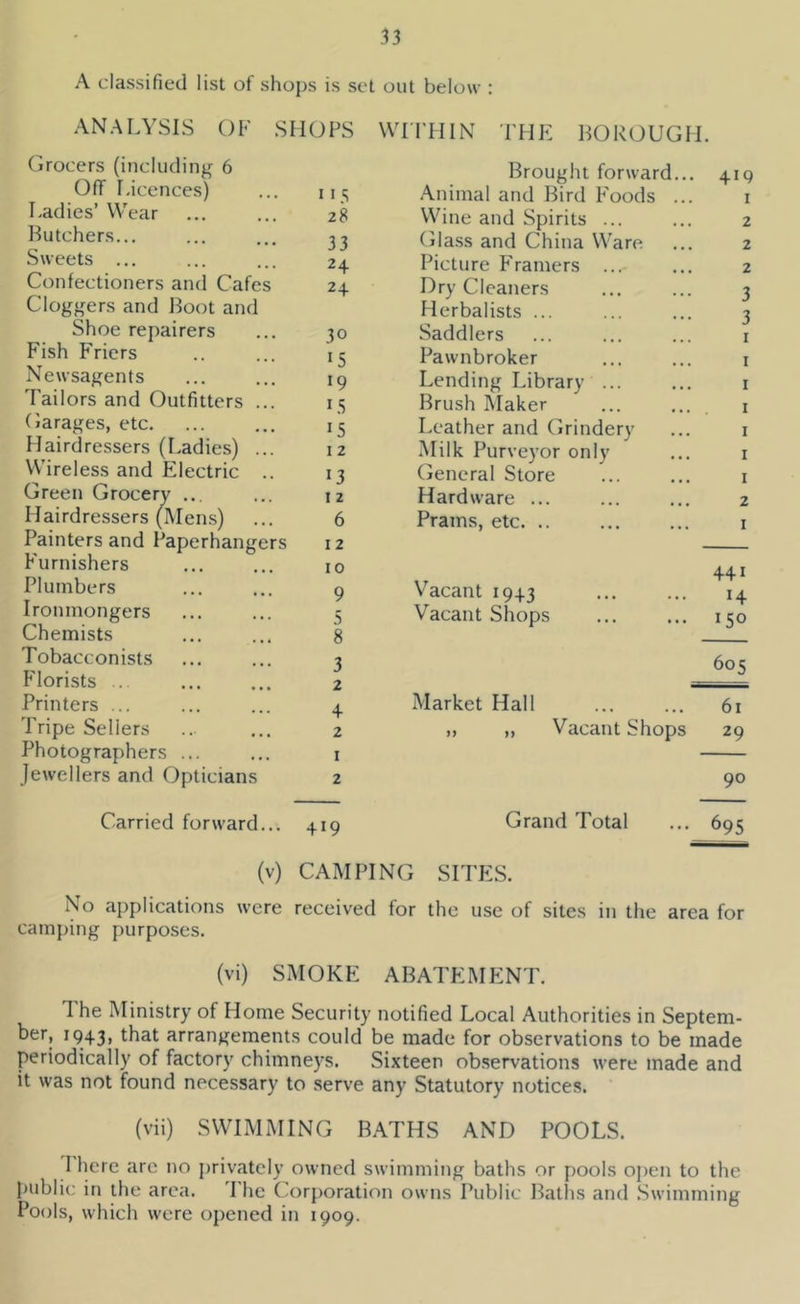 33
A classified list of shops is set out below :
ANALYSIS OF SHOPS WITHIN THE BOROUGH.
Grocers (including 6
Off Licences) ... 115
Ladies' Wear ... ... 28
Butchers... ... ... 33
Sweets ... ... ... 24
Confectioners and Cafes 24
Cloggers and Boot and
Shoe repairers ... 30
Fish Friers .. ... 15
Newsagents ... ... 19
Tailors and Outfitters ... 15
Garages, etc. ... ... 15
Hairdressers (Ladies) ... 12
Wireless and Electric .. 13
Green Grocery ... ... 12
Hairdressers (Mens) ... 6
Painters and Paperhangers 12
Furnishers ... ... 10
Plumbers ... ... 9
Ironmongers ... ... 5
Chemists ... ... 8
Tobacconists ... ... 3
Florists ... ... ... 2
Printers ... ... ... 4
Tripe Sellers ... ... 2
Photographers ... ... 1
Jewellers and Opticians 2
Carried forward... 419
Brought forward... 419
Animal and Bird Foods ... 1
Wine and Spirits ... ... 2
Glass and China Ware ... 2
Picture Framers ... ... 2
Dry Cleaners ... ... 3
Herbalists ... ... ... 3
Saddlers ... ... ... 1
Pawnbroker ... ... 1
Lending Library ... ... 1
Brush Maker ... ... 1
Leather and Grindery ... 1
Milk Purveyor only ... 1
General Store ... ... 1
Hardware ... ... ... 2
Prams, etc. .. ... ... 1
441
Vacant 1943 ... ... 14
Vacant Shops ... ... 150
605
Market Hall ... ... 61
„ „ Vacant Shops 29
90
Grand Total ... 695
(v) CAMPING SITES.
No applications were received for the use of sites in the area for
camping purposes.
(vi) SMOKE ABATEMENT.
The Ministry of Home Security notified Local Authorities in Septem-
ber, 1943, that arrangements could be made for observations to be made
periodically of factory chimneys. Sixteen observations were made and
it was not found necessary to serve any Statutory notices.
(vii) SWIMMING BATHS AND POOLS.
There are no privately owned swimming baths or pools open to the
public in the area. The Corporation owns Public Baths and Swimming
Pools, which were opened in 1909.